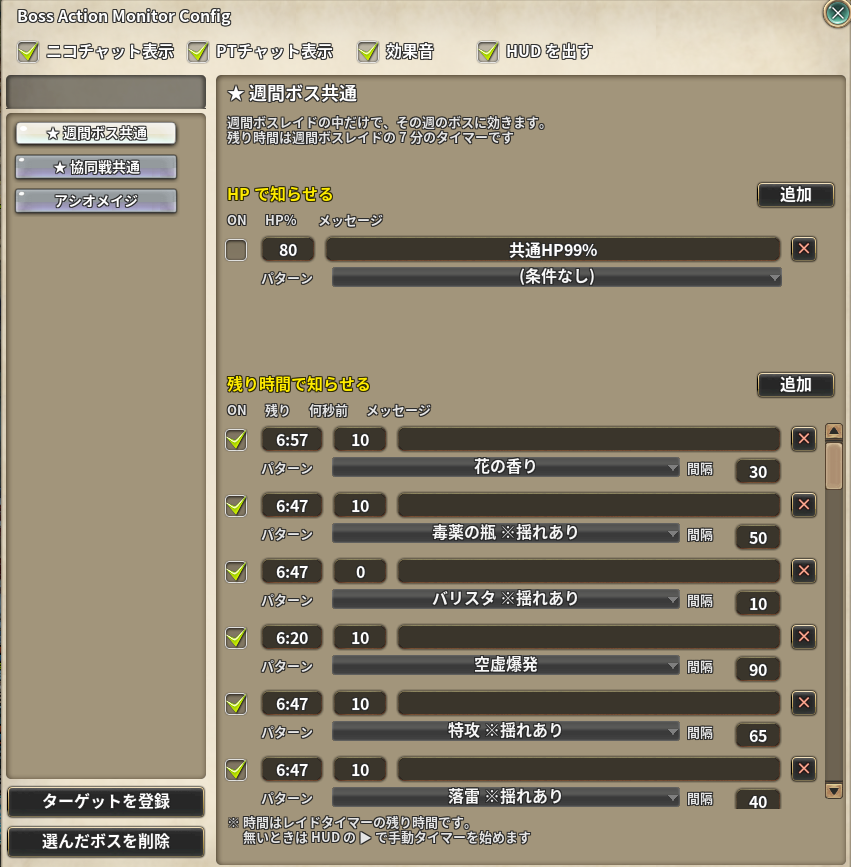 Boss Action Monitor Config
ニコチャット表示 PTチャット表示 効果音 HUD を出す
★ 週間ボス共通
★ 協同戦共通
アシオメイジ
ターゲットを登録
選んだボスを削除
★ 週間ボス共通
週間ボスレイドの中だけで、その週のボスに効きます。
残り時間は週間ボスレイドの 7 分のタイマーです
HP で知らせる 追加
ON HP% メッセージ
80 共通HP99%
パターン (条件なし)
残り時間で知らせる 追加
ON 残り 何秒前 メッセージ
6:57 10
パターン 花の香り 間隔 30
6:47 10
パターン 毒薬の瓶 ※揺れあり 間隔 50
6:47 0
パターン バリスタ ※揺れあり 間隔 10
6:20 10
パターン 空虚爆発 間隔 90
6:47 10
パターン 特攻 ※揺れあり 間隔 65
6:47 10
パターン 落雷 ※揺れあり 間隔 40
※ 時間はレイドタイマーの残り時間です。
無いときは HUD の ▶ で手動タイマーを始めます